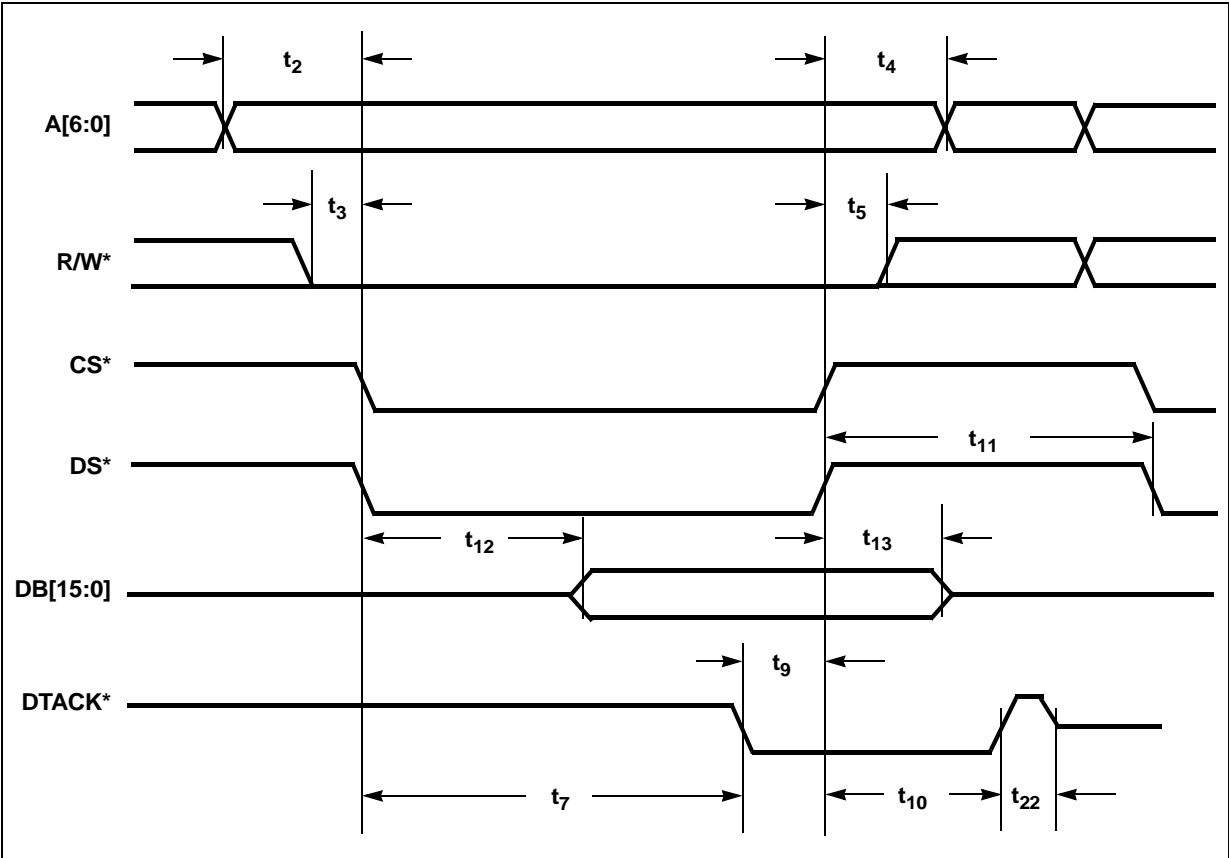 t2 t4
A[6:0]
t3 t5
R/W*
CS*
t11
DS*
t12 t13
DB[15:0]
t9
DTACK*
t7 t10 t22